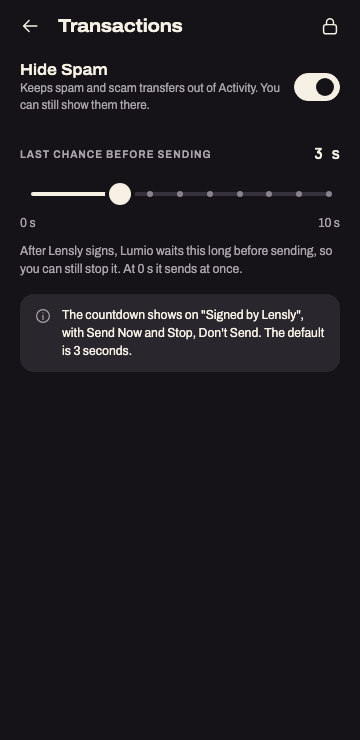 Transactions
Hide Spam
Keeps spam and scam transfers out of Activity. You
can still show them there.
LAST CHANCE BEFORE SENDING
3 s
0 s
10 s
After Lensly signs, Lumio waits this long before sending, so
you can still stop it. At 0 s it sends at once.
The countdown shows on "Signed by Lensly",
with Send Now and Stop, Don't Send. The default
is 3 seconds.